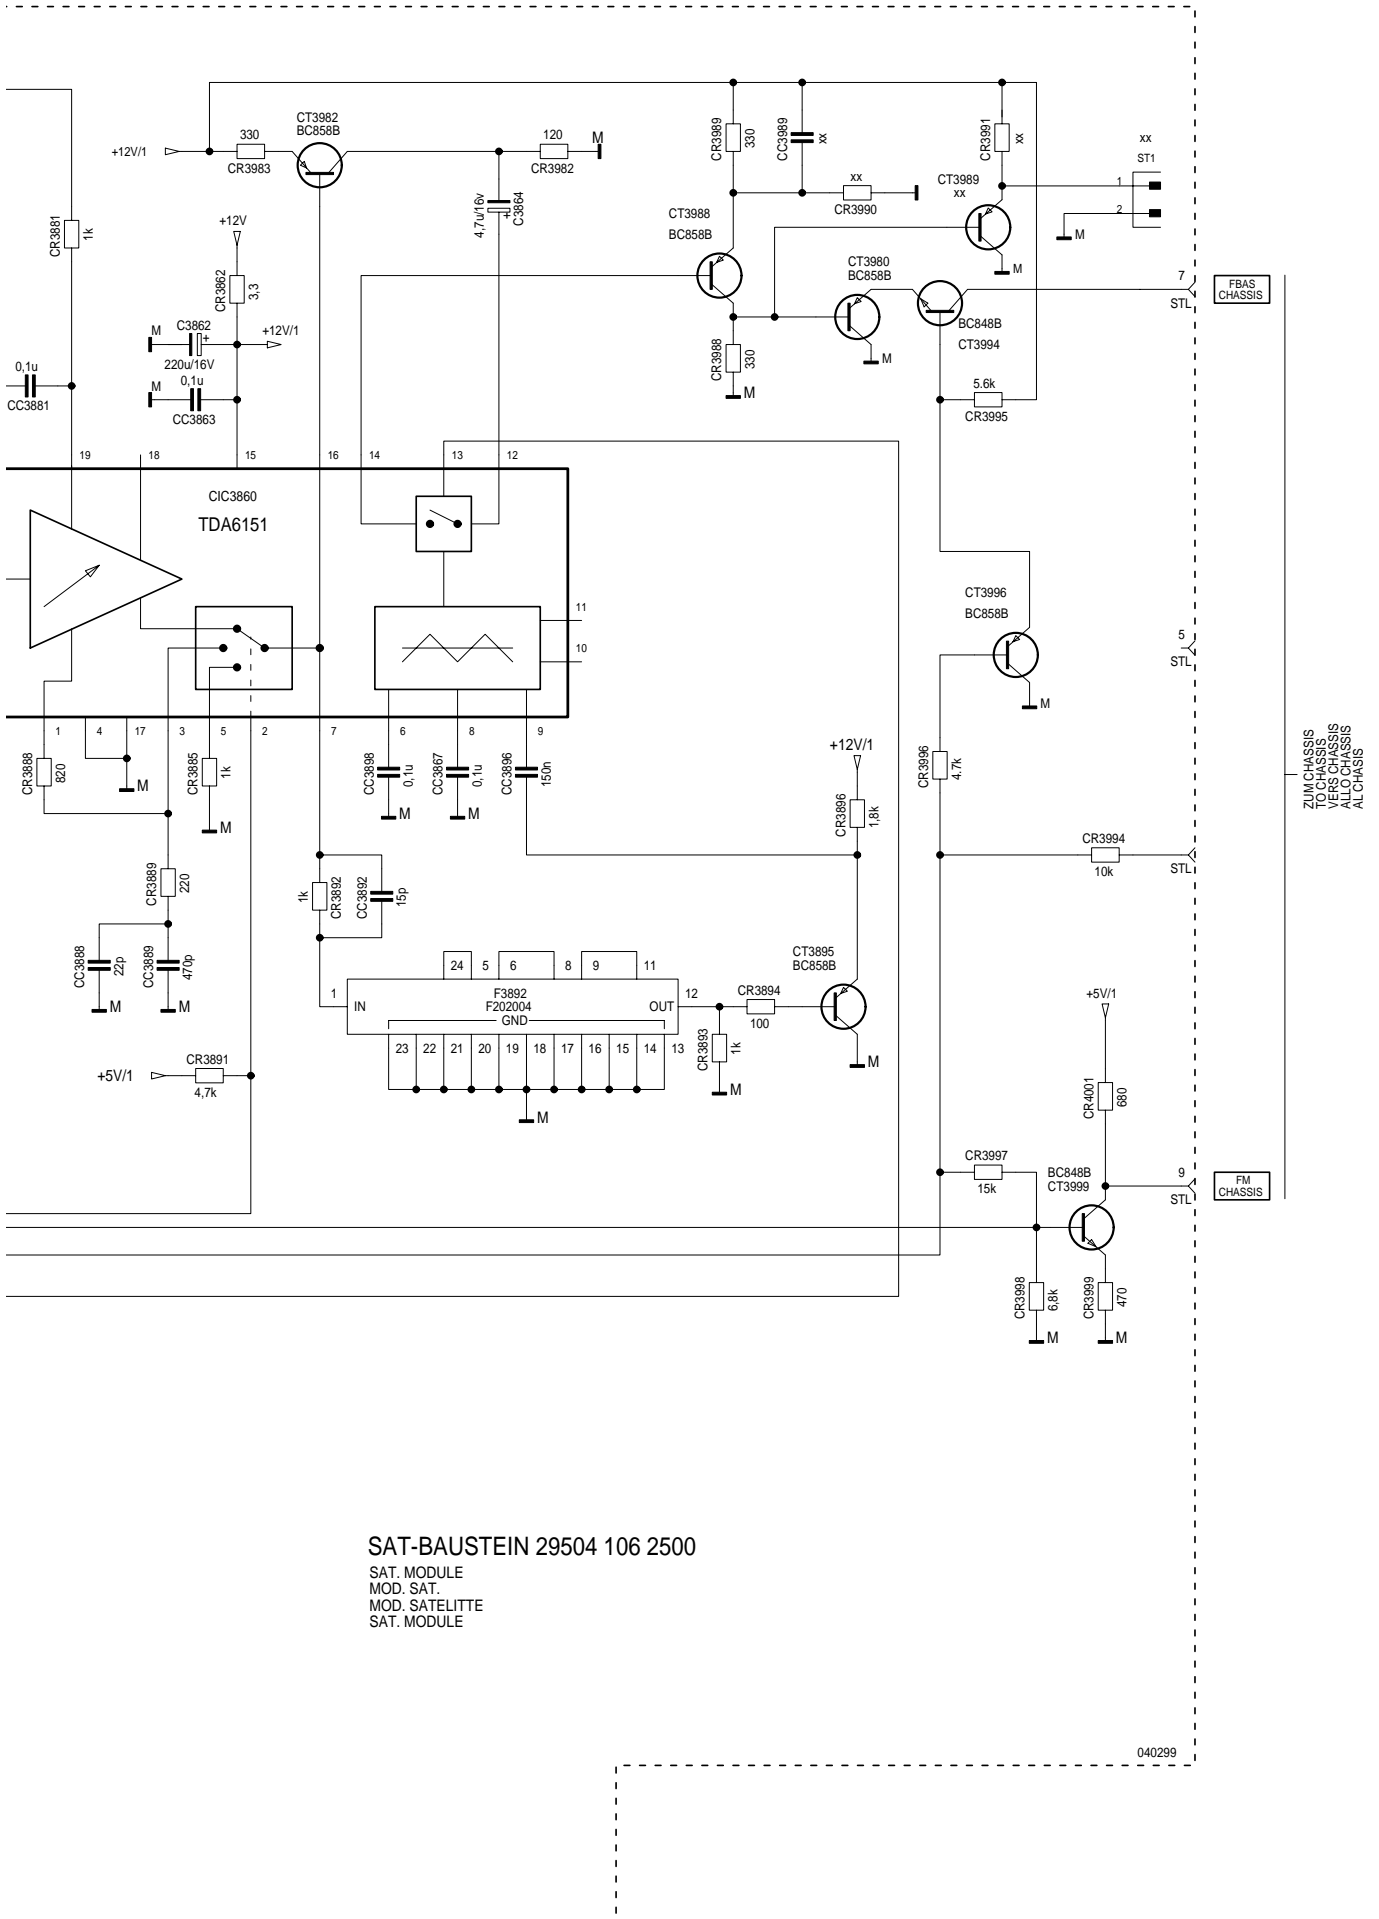 CT3982
BC858B
330
+12V/1
CR3983
120
M
CR3982
4,7u/16v
C3864
+
CR3989
330
CC3989
xx
CR3991
xx
xx
ST1
1
2
M
xx
CR3990
CT3989
xx
M
CT3988
BC858B
CR3881
1k
+12V
CR3862
3,3
M
C3862
+
220u/16V
+12V/1
M
0,1u
CC3863
0,1u
CC3881
CT3980
BC858B
M
BC848B
CT3994
7
STL
FBAS
CHASSIS
CR3988
330
M
5.6k
CR3995
19
18
15
16
14
13
12
CIC3860
TDA6151
11
10
CT3996
BC858B
M
5
STL
1
4
17
3
5
2
7
6
8
9
CR3888
820
M
CR3885
1k
M
CC3898
0,1u
M
CC3867
0,1u
M
CC3896
150n
+12V/1
CR3896
1,8k
CR3996
4.7k
ZUM CHASSIS
TO CHASSIS
VERS CHASSIS
ALLO CHASSIS
AL CHASIS
CR3994
10k
STL
CR3889
220
1k
CR3892
CC3892
15p
CC3888
22p
M
CC3889
470p
M
24
5
6
8
9
11
1
IN
F3892
F202004
GND
OUT
12
23
22
21
20
19
18
17
16
15
14
13
M
CR3894
100
CR3893
1k
M
CT3895
BC858B
M
+5V/1
CR3891
4,7k
+5V/1
CR4001
680
CR3997
15k
BC848B
CT3999
9
STL
FM
CHASSIS
CR3998
6,8k
M
CR3999
470
M
SAT-BAUSTEIN 29504 106 2500
SAT. MODULE
MOD. SAT.
MOD. SATELITTE
SAT. MODULE
040299